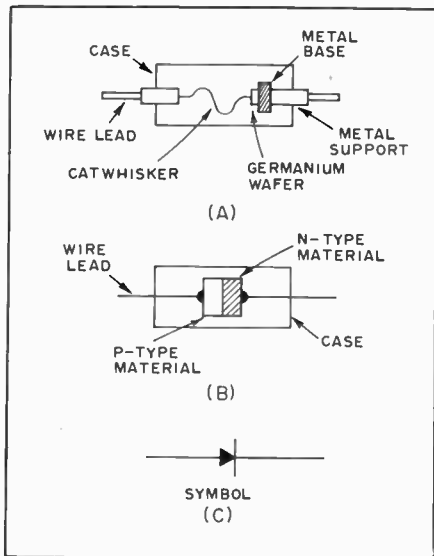 CASE
METAL
BASE
WIRE LEAD
METAL
SUPPORT
CATWHISKER
GERMANIUM
WAFER
(A)
WIRE
LEAD
N-TYPE
MATERIAL
P-TYPE
MATERIAL
CASE
(B)
SYMBOL
(C)